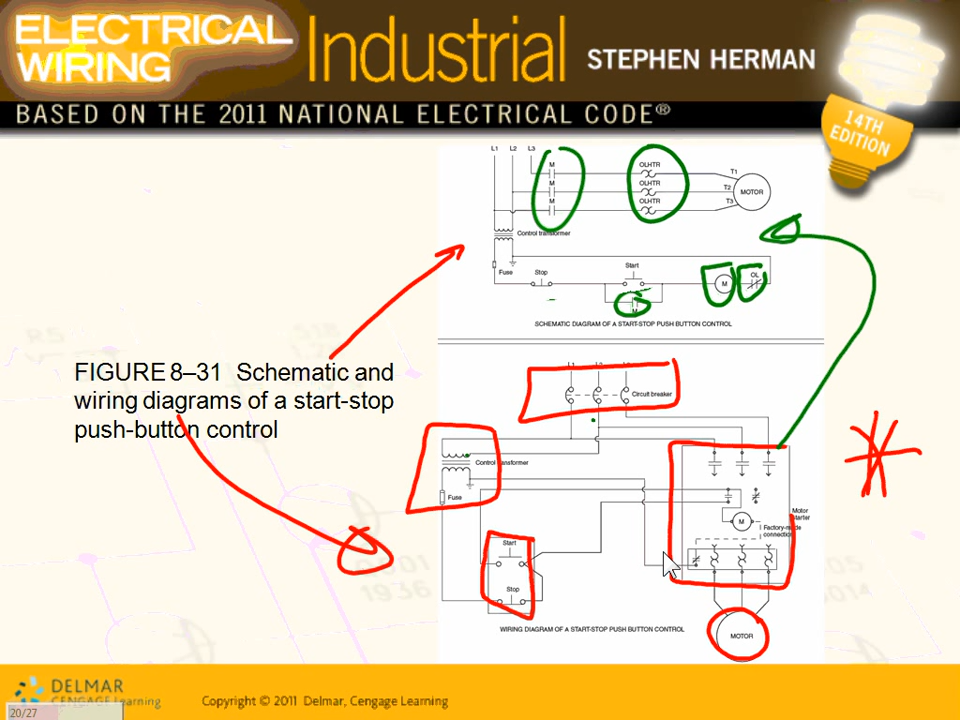 ELECTRICAL WIRING Industrial STEPHEN HERMAN
BASED ON THE 2011 NATIONAL ELECTRICAL CODE®
14TH
EDITION
L1 L2 L3
M OLHTR
M OLHTR
M OLHTR
T1
T2
T3
MOTOR
Control transformer
Fuse
Stop
Start
M
OL
M
SCHEMATIC DIAGRAM OF A START-STOP PUSH BUTTON CONTROL
FIGURE 8–31 Schematic and
wiring diagrams of a start-stop
push-button control
Circuit breaker
Control transformer
Fuse
Start
Stop
M
Motor
starter
Factory-made
connection
MOTOR
WIRING DIAGRAM OF A START-STOP PUSH BUTTON CONTROL
DELMAR
CENGAGE Learning
Copyright © 2011 Delmar, Cengage Learning
20/27